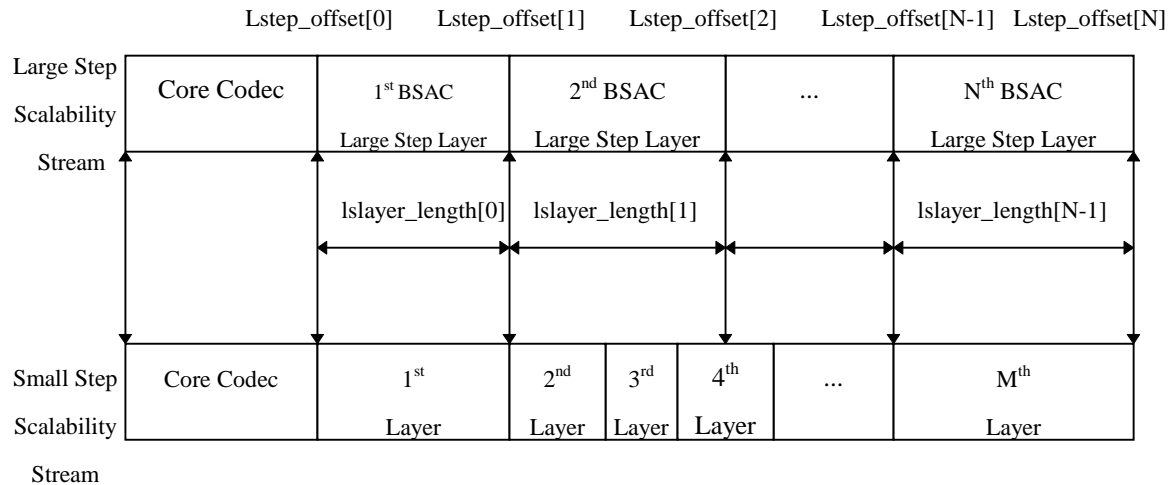 Lstep_offset[0] Lstep_offset[1] Lstep_offset[2] Lstep_offset[N-1] Lstep_offset[N]
Large Step
Scalability
Stream
Core Codec
1st BSAC
Large Step Layer
2nd BSAC
Large Step Layer
...
Nth BSAC
Large Step Layer
lslayer_length[0] lslayer_length[1] lslayer_length[N-1]
Small Step
Scalability
Stream
Core Codec
1st
Layer
2nd
Layer
3rd
Layer
4th
Layer
...
Mth
Layer